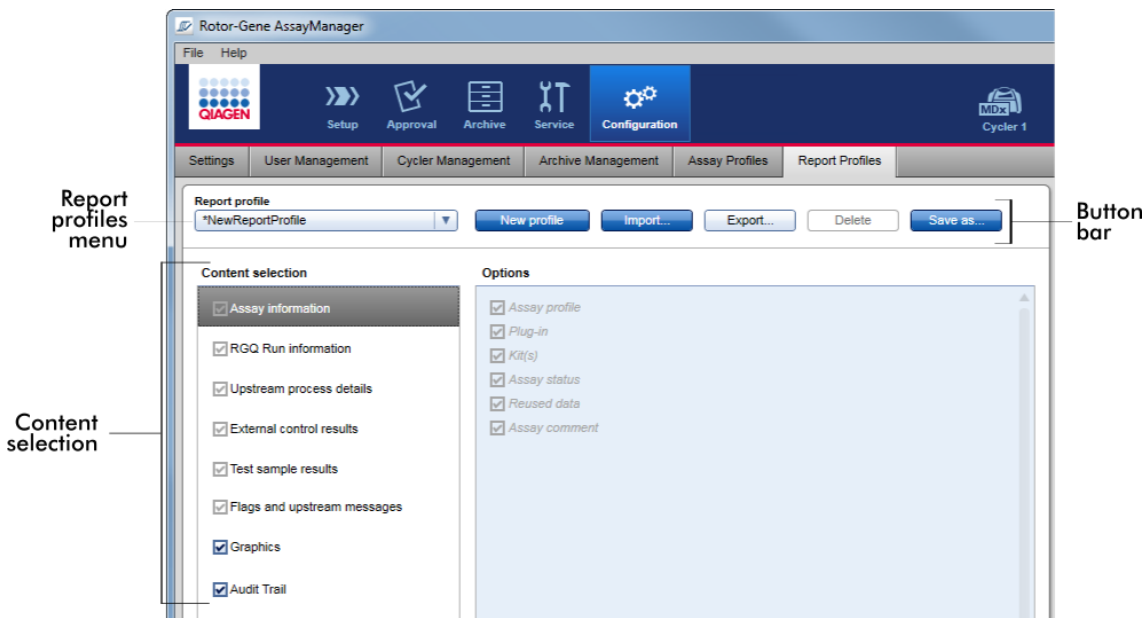 Rotor-Gene AssayManager
File Help
QIAGEN
Setup
Approval
Archive
Service
Configuration
MDx
Cycler 1
Settings
User Management
Cycler Management
Archive Management
Assay Profiles
Report Profiles
Report profiles menu
Report profile
*NewReportProfile
New profile
Import...
Export...
Delete
Save as...
Button bar
Content selection
Content selection
Assay information
RGQ Run information
Upstream process details
External control results
Test sample results
Flags and upstream messages
Graphics
Audit Trail
Options
Assay profile
Plug-in
Kit(s)
Assay status
Reused data
Assay comment